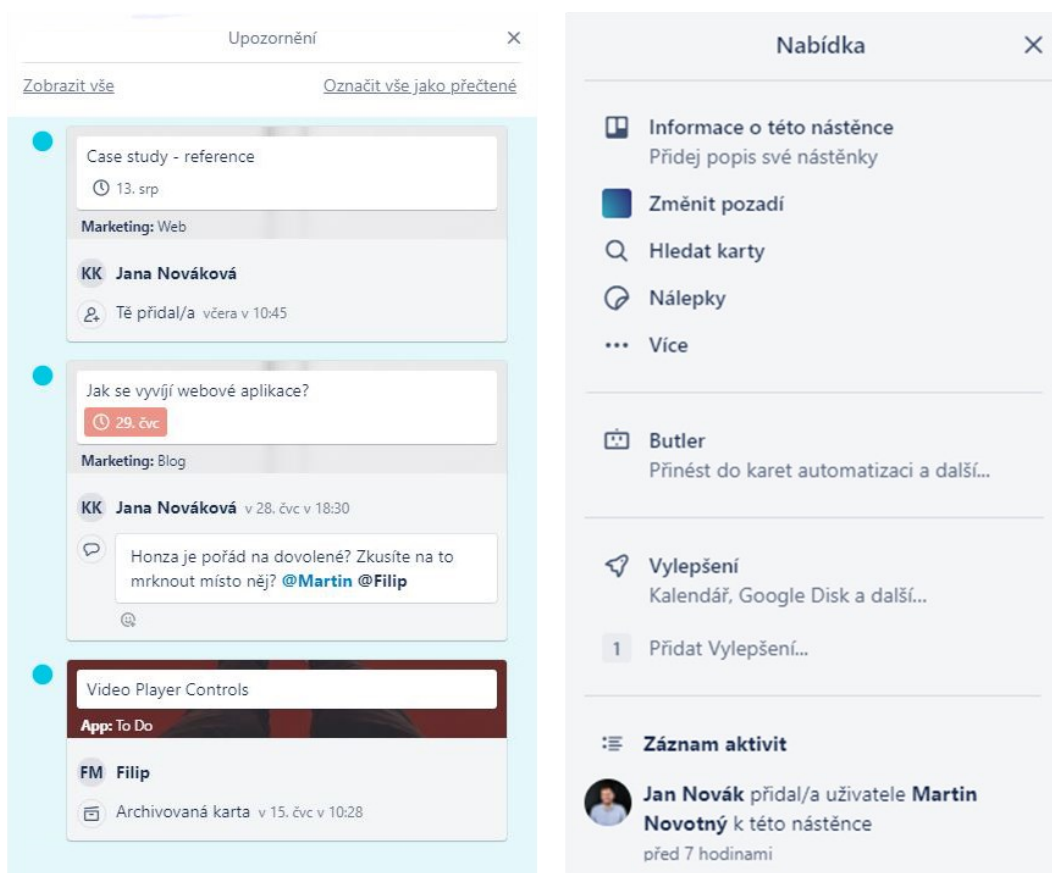 Upozornění
Zobrazit vše
Označit vše jako přečtené
Case study - reference
13. srp
Marketing: Web
KK Jana Nováková
Tě přidal/a včera v 10:45
Jak se vyvíjí webové aplikace?
29. čvc
Marketing: Blog
KK Jana Nováková v 28. čvc v 18:30
Honza je pořád na dovolené? Zkusíte na to
mrknout místo něj? @Martin @Filip
Video Player Controls
App: To Do
FM Filip
Archivovaná karta v 15. čvc v 10:28
Nabídka
Informace o této nástěnce
Přidej popis své nástěnky
Změnit pozadí
Hledat karty
Nálepky
Více
Butler
Přinést do karet automatizaci a další...
Vylepšení
Kalendář, Google Disk a další...
1 Přidat Vylepšení...
Záznam aktivit
Jan Novák přidal/a uživatele Martin
Novotný k této nástěnce
před 7 hodinami